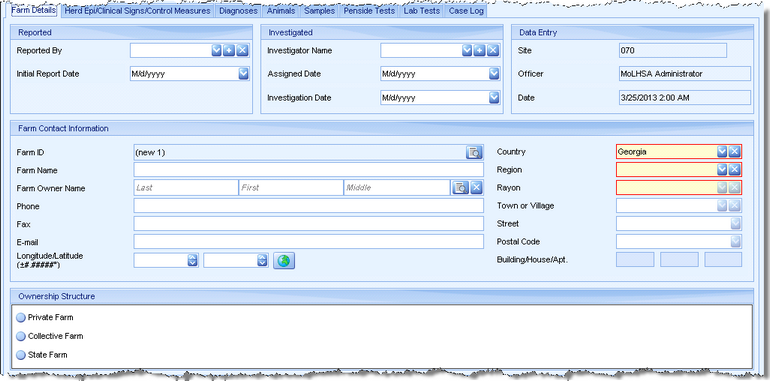 Farm Details Herd Epi/Clinical Signs/Control Measures Diagnoses Animals Samples Penside Tests Lab Tests Case Log
Reported
Reported By
Initial Report Date M/d/yyyy
Investigated
Investigator Name
Assigned Date M/d/yyyy
Investigation Date M/d/yyyy
Data Entry
Site 070
Officer MoLHSA Administrator
Date 3/25/2013 2:00 AM
Farm Contact Information
Farm ID (new 1)
Farm Name
Farm Owner Name Last First Middle
Phone
Fax
E-mail
Longitude/Latitude
(±#.#####°)
Country Georgia
Region
Rayon
Town or Village
Street
Postal Code
Building/House/Apt.
Ownership Structure
Private Farm
Collective Farm
State Farm